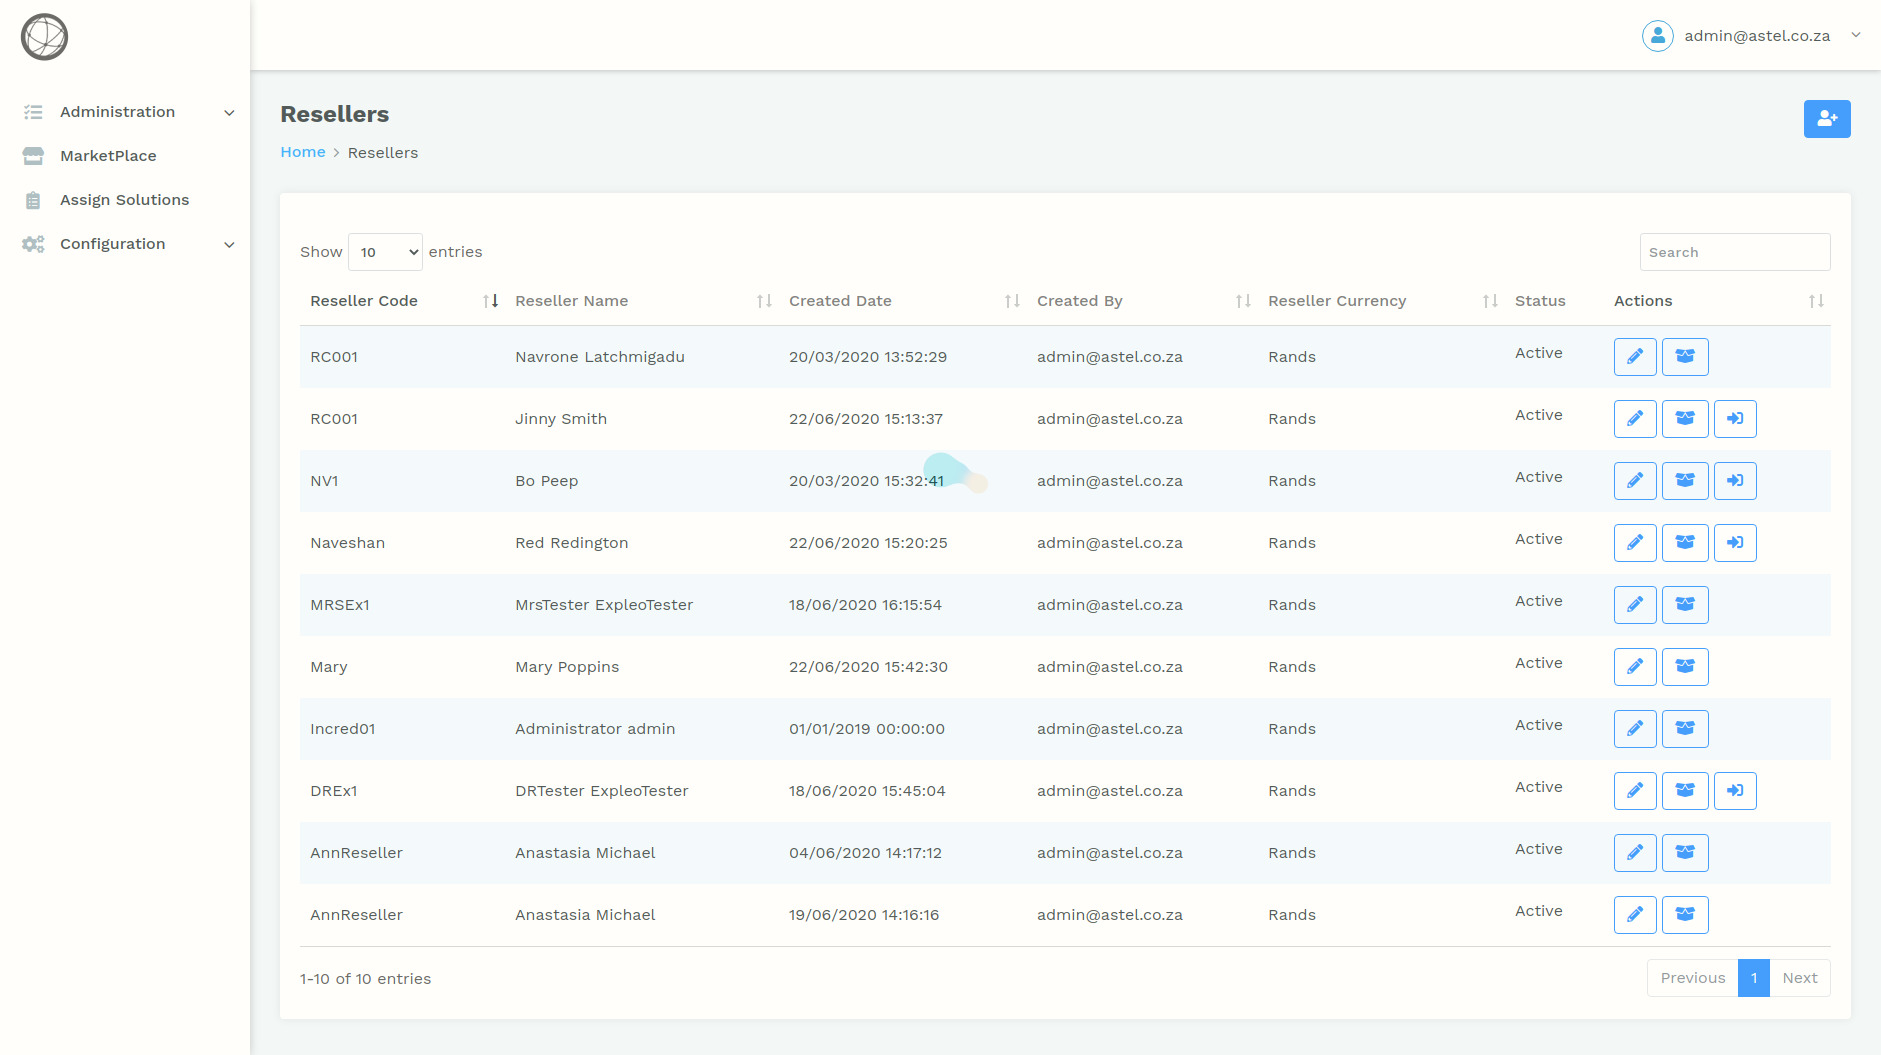 admin@astel.co.za
Administration
MarketPlace
Assign Solutions
Configuration
Resellers
Home > Resellers
Show 10 entries
Search
Reseller Code Reseller Name Created Date Created By Reseller Currency Status Actions
RC001 Navrone Latchmigadu 20/03/2020 13:52:29 admin@astel.co.za Rands Active
RC001 Jinny Smith 22/06/2020 15:13:37 admin@astel.co.za Rands Active
NV1 Bo Peep 20/03/2020 15:32:41 admin@astel.co.za Rands Active
Naveshan Red Redington 22/06/2020 15:20:25 admin@astel.co.za Rands Active
MRSEx1 MrsTester ExpleoTester 18/06/2020 16:15:54 admin@astel.co.za Rands Active
Mary Mary Poppins 22/06/2020 15:42:30 admin@astel.co.za Rands Active
Incred01 Administrator admin 01/01/2019 00:00:00 admin@astel.co.za Rands Active
DREx1 DRTester ExpleoTester 18/06/2020 15:45:04 admin@astel.co.za Rands Active
AnnReseller Anastasia Michael 04/06/2020 14:17:12 admin@astel.co.za Rands Active
AnnReseller Anastasia Michael 19/06/2020 14:16:16 admin@astel.co.za Rands Active
1-10 of 10 entries
Previous 1 Next